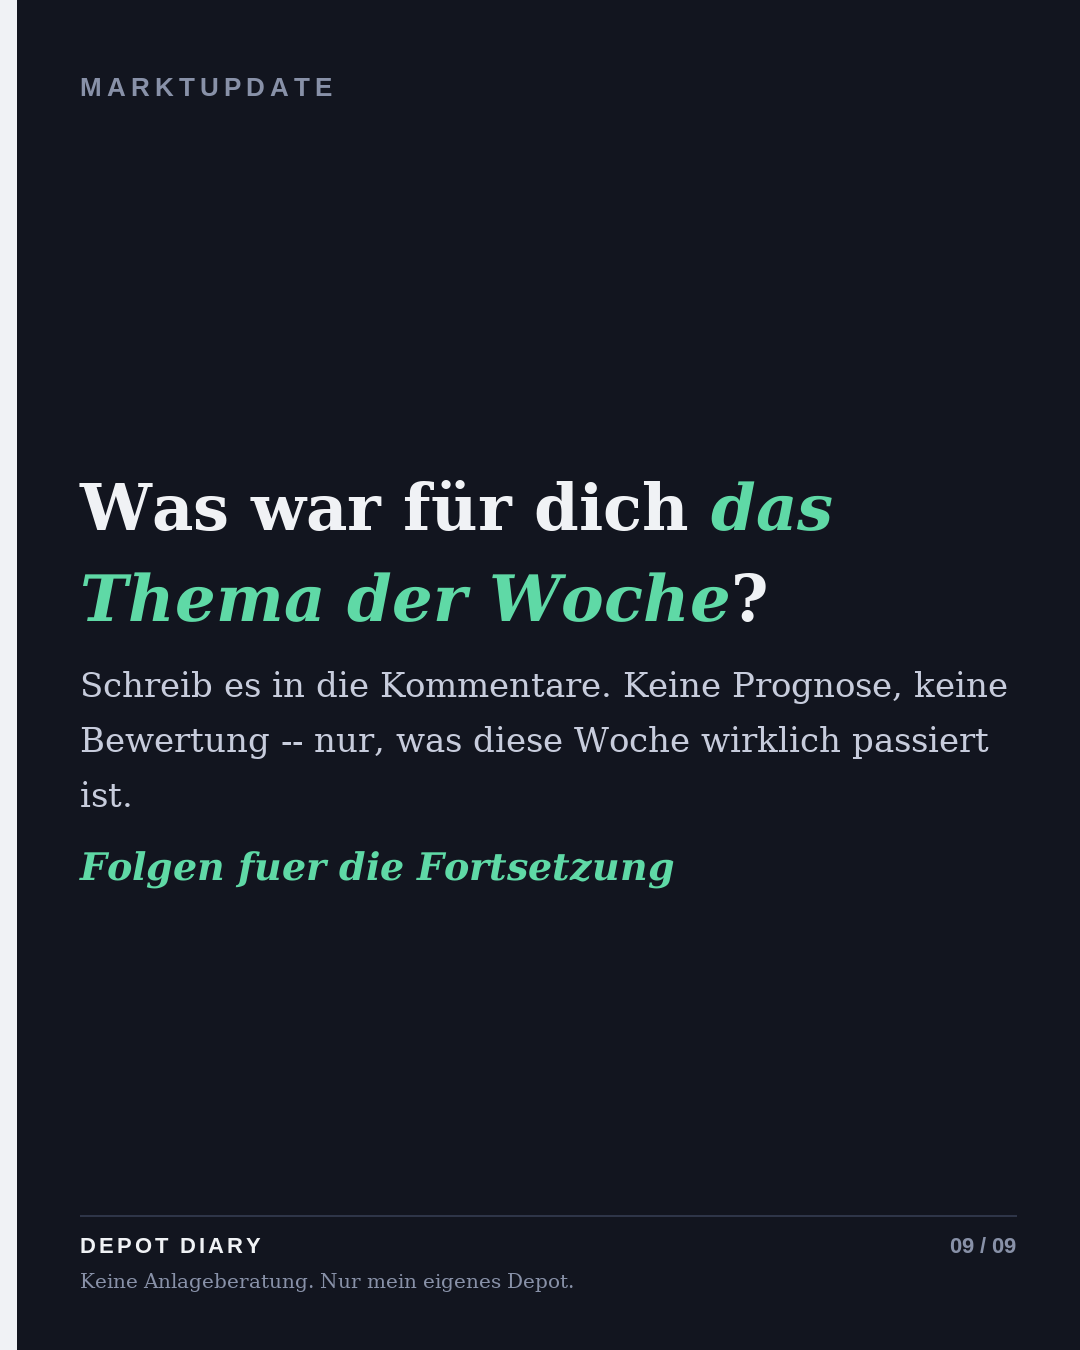 MARKTUPDATE
Was war für dich das
Thema der Woche?
Schreib es in die Kommentare. Keine Prognose, keine
Bewertung -- nur, was diese Woche wirklich passiert
ist.
Folgen fuer die Fortsetzung
DEPOT DIARY
09 / 09
Keine Anlageberatung. Nur mein eigenes Depot.